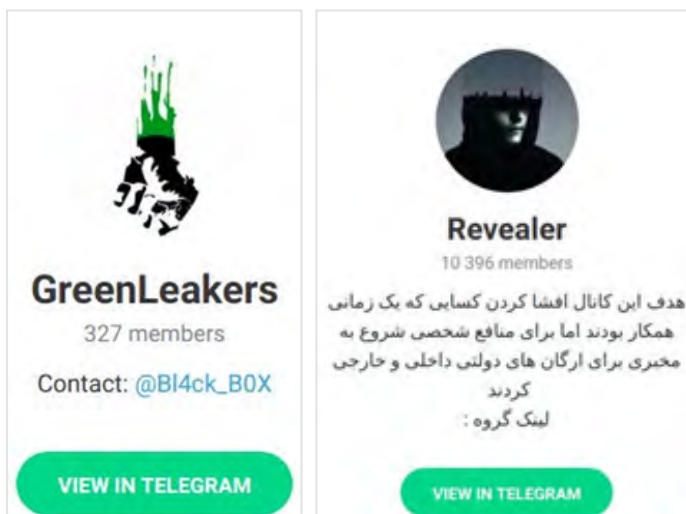 GreenLeakers
327 members
Contact: @Bl4ck_B0X
VIEW IN TELEGRAM
Revealer
10 396 members
هدف این کانال افشا کردن کسایی که یک زمانی
همکار بودند اما برای منافع شخصی شروع به
مخبری برای ارگان های دولتی داخلی و خارجی
کردند
لینک گروه :
VIEW IN TELEGRAM